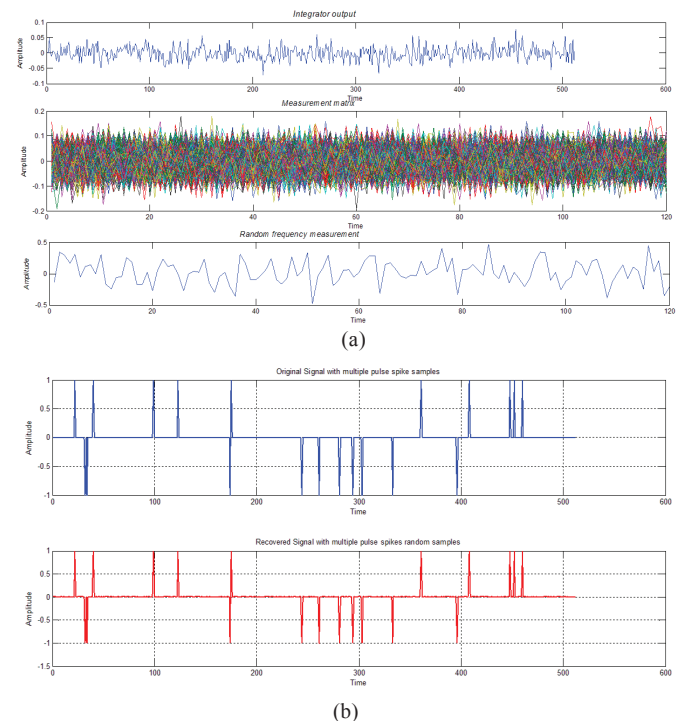 Integrator output
0.1
0.05
0
-0.05
-0.1
Amplitude
0 100 200 300 400 500 600
Time
Measurement matrix
0.2
0.1
0
-0.1
0.2
Amplitude
0 20 40 60 80 100 120
Time
Random frequency measurement
0.5
0
-0.5
Amplitude
0 20 40 60 80 100 120
Time
(a)
Original Signal with multiple pulse spike samples
1
0.5
0
-0.5
-1
Amplitude
0 100 200 300 400 500 600
Time
Recovered Signal with multiple pulse spikes random samples
1
0.5
0
-0.5
-1
-1.5
Amplitude
0 100 200 300 400 500 600
Time
(b)